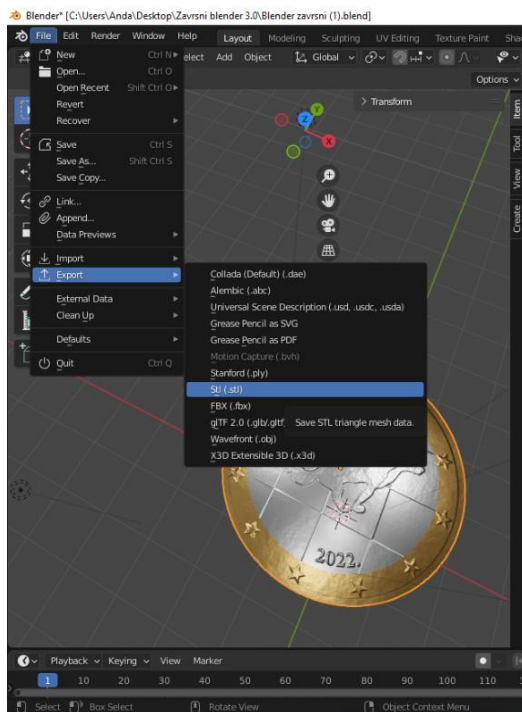 Blender* [C:\Users\Anda\Desktop\Zavrsni blender 3.0\Blender zavrsni (1).blend]
File Edit Render Window Help Layout Modeling Sculpting UV Editing Texture Paint Sha
elect Add Object Global
Options
New Ctrl N
Open... Ctrl O
Open Recent Shift Ctrl O
Revert
Recover
Save Ctrl S
Save As... Shift Ctrl S
Save Copy...
Link...
Append...
Data Previews
Import
Export
External Data
Clean Up
Defaults
Quit Ctrl Q
Collada (Default) (.dae)
Alembic (.abc)
Universal Scene Description (.usd, .usdc, .usda)
Grease Pencil as SVG
Grease Pencil as PDF
Motion Capture (.bvh)
Stanford (.ply)
Stl (.stl)
FBX (.fbx)
glTF 2.0 (.glb/.gltf)
Save STL triangle mesh data.
Wavefront (.obj)
X3D Extensible 3D (.x3d)
Transform
Z
Y
X
Item
Tool
View
Create
2022.
Playback Keying View Marker
1 10 20 30 40 50 60 70 80 90 100 110
Select Box Select Rotate View Object Context Menu